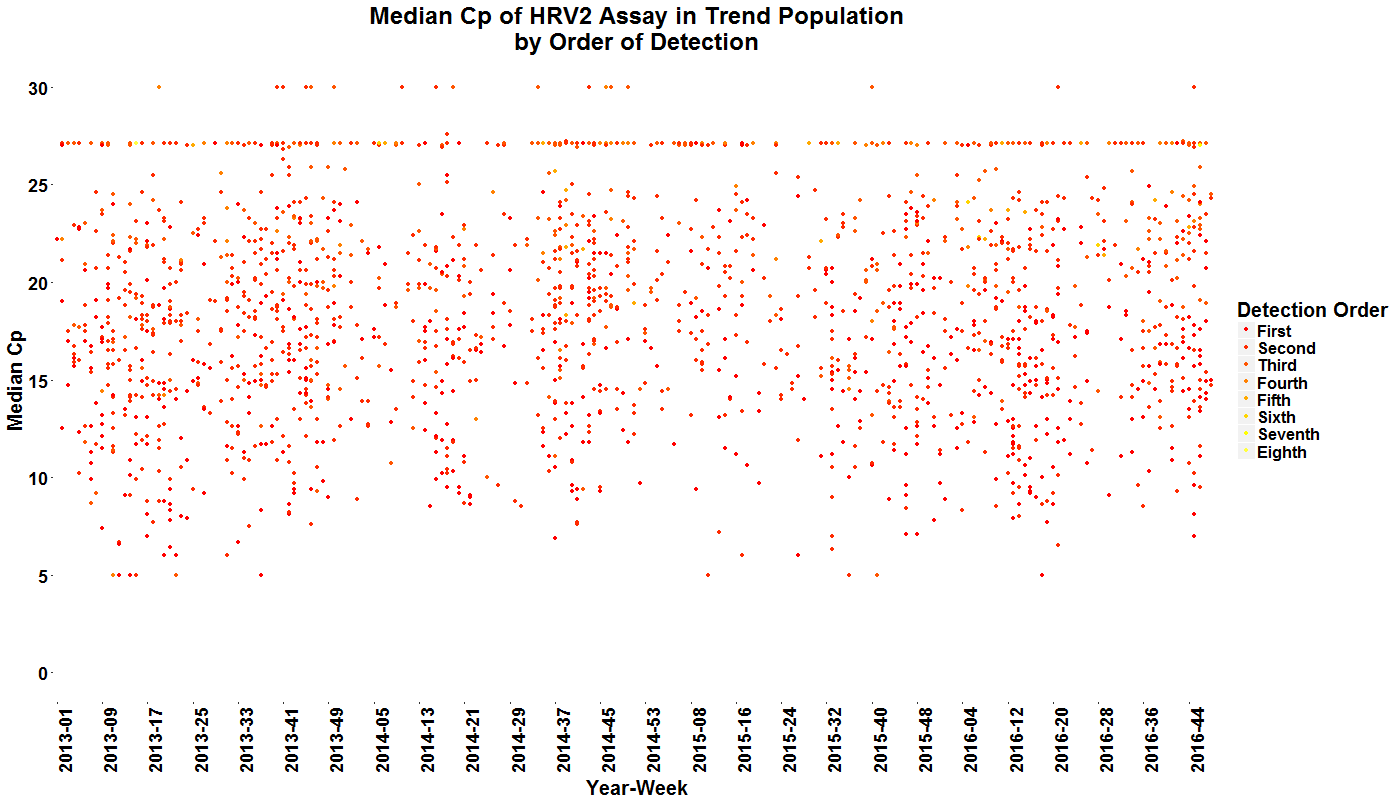 Median Cp of HRV2 Assay in Trend Population
by Order of Detection
30
25
20
15
10
5
0
Median Cp
2013-01
2013-09
2013-17
2013-25
2013-33
2013-41
2013-49
2014-05
2014-13
2014-21
2014-29
2014-37
2014-45
2014-53
2015-08
2015-16
2015-24
2015-32
2015-40
2015-48
2016-04
2016-12
2016-20
2016-28
2016-36
2016-44
Year-Week
Detection Order
First
Second
Third
Fourth
Fifth
Sixth
Seventh
Eighth